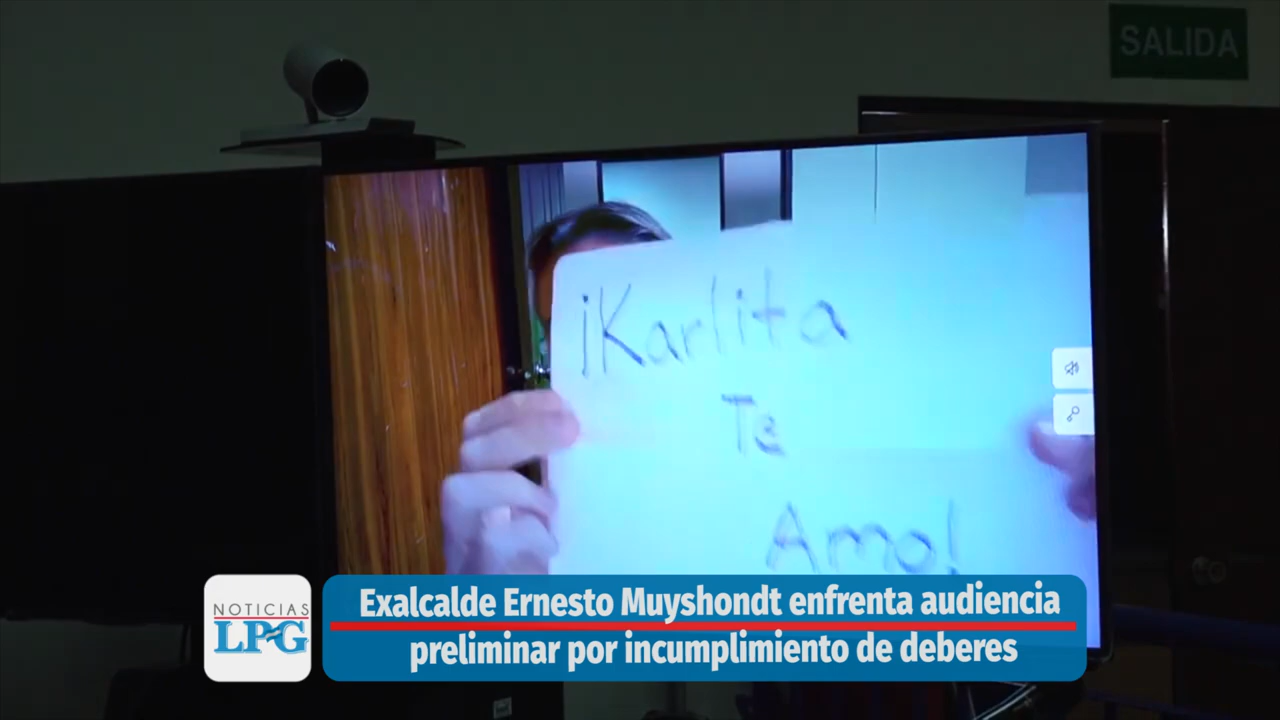 SALIDA
¡Karlita
Te
Amo!
NOTICIAS
LPG
Exalcalde Ernesto Muyshondt enfrenta audiencia
preliminar por incumplimiento de deberes